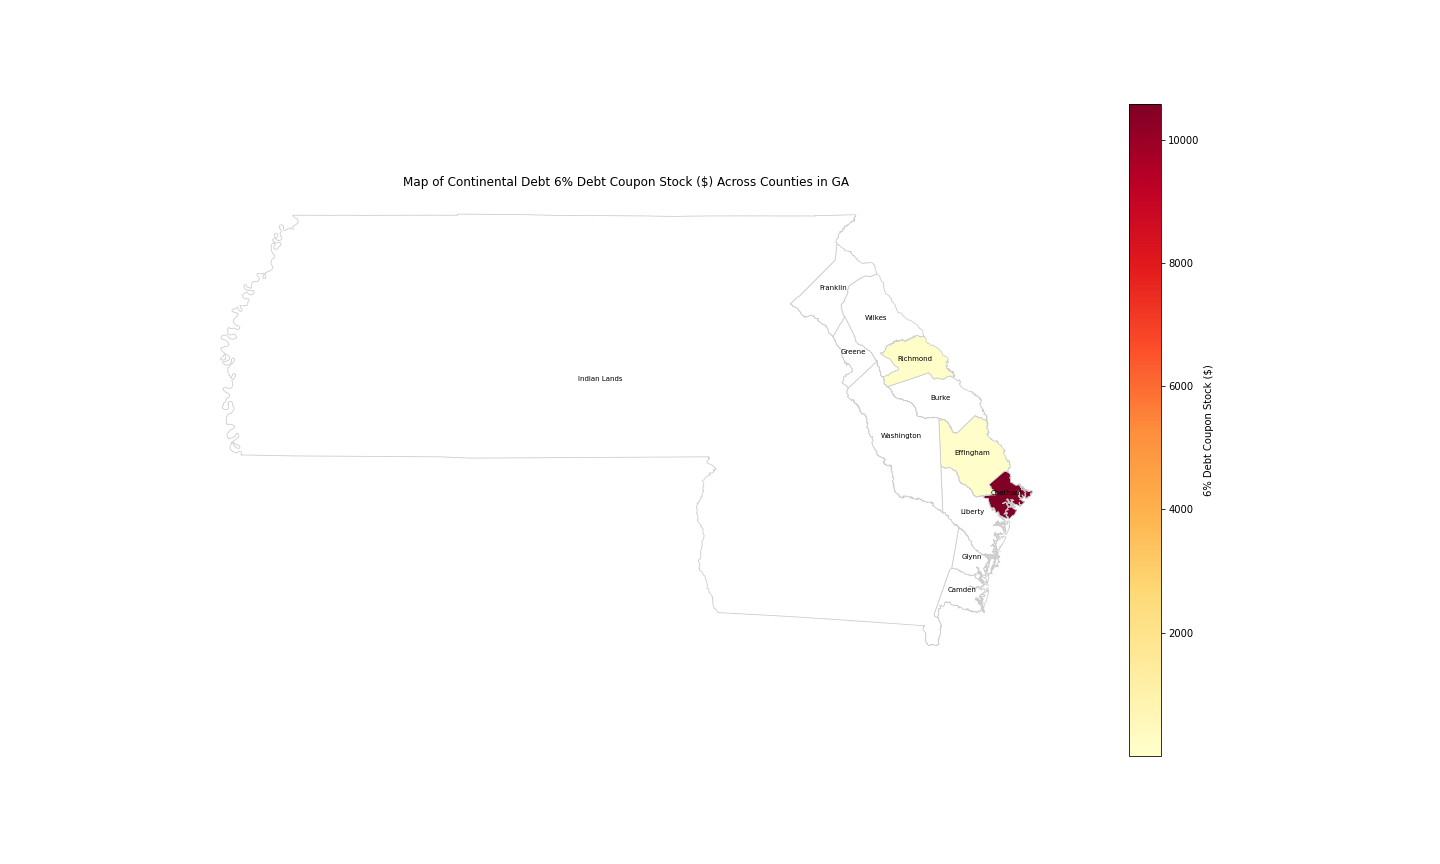 Map of Continental Debt 6% Debt Coupon Stock ($) Across Counties in GA
Franklin
Wilkes
Greene
Richmond
Indian Lands
Burke
Washington
Effingham
Chatham
Liberty
Glynn
Camden
10000
8000
6000
4000
2000
6% Debt Coupon Stock ($)